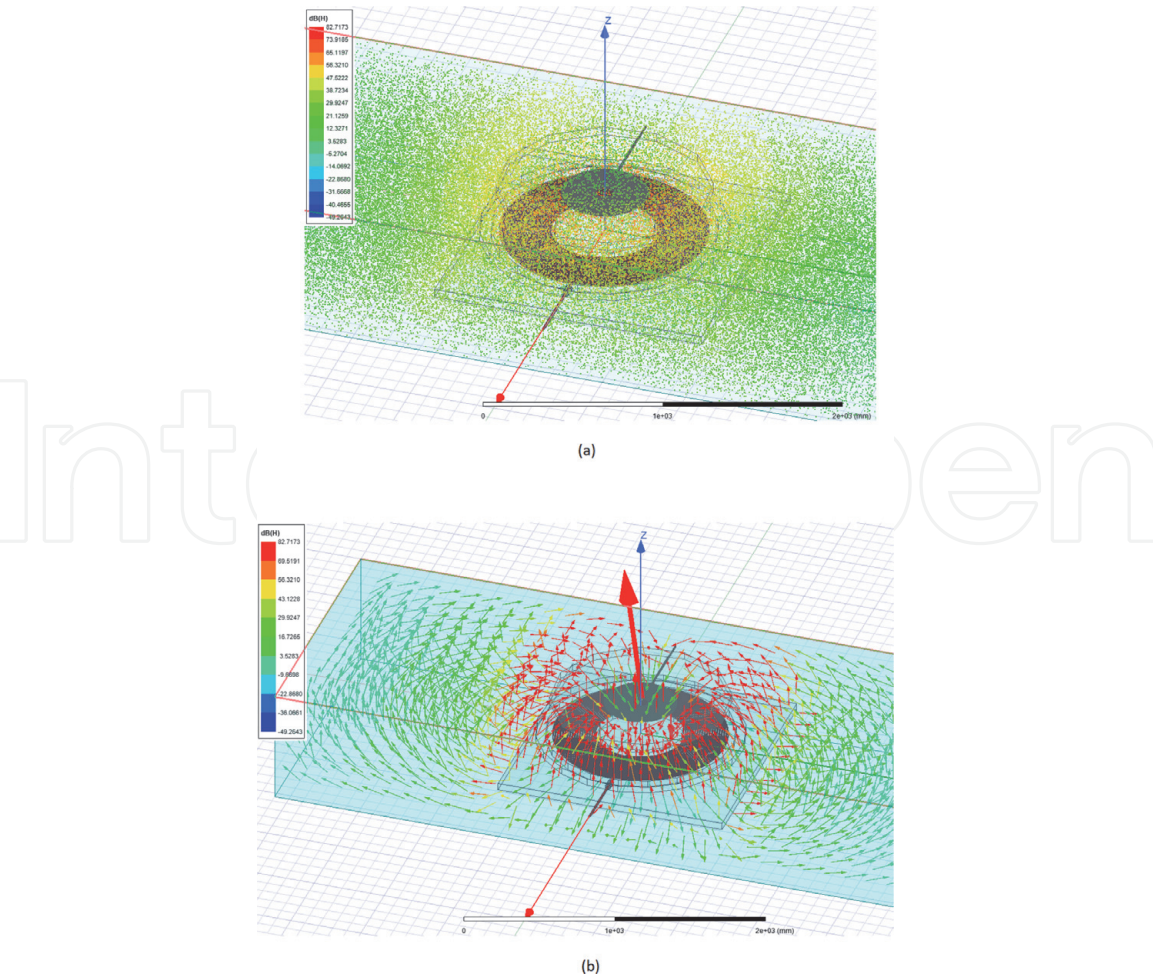 dB(H)
82.7173
73.9185
65.1197
56.3210
47.5222
38.7234
29.9247
21.1259
12.3271
3.5283
-5.2704
-14.0692
-22.8680
-31.6668
-40.4655
-49.2643
Z
0
1e+03
2e+03 (mm)
(a)
dB(H)
82.7173
69.5191
56.3210
43.1228
29.9247
16.7265
3.5283
-9.6698
-22.8680
-36.0661
-49.2643
Z
0
1e+03
2e+03 (mm)
(b)